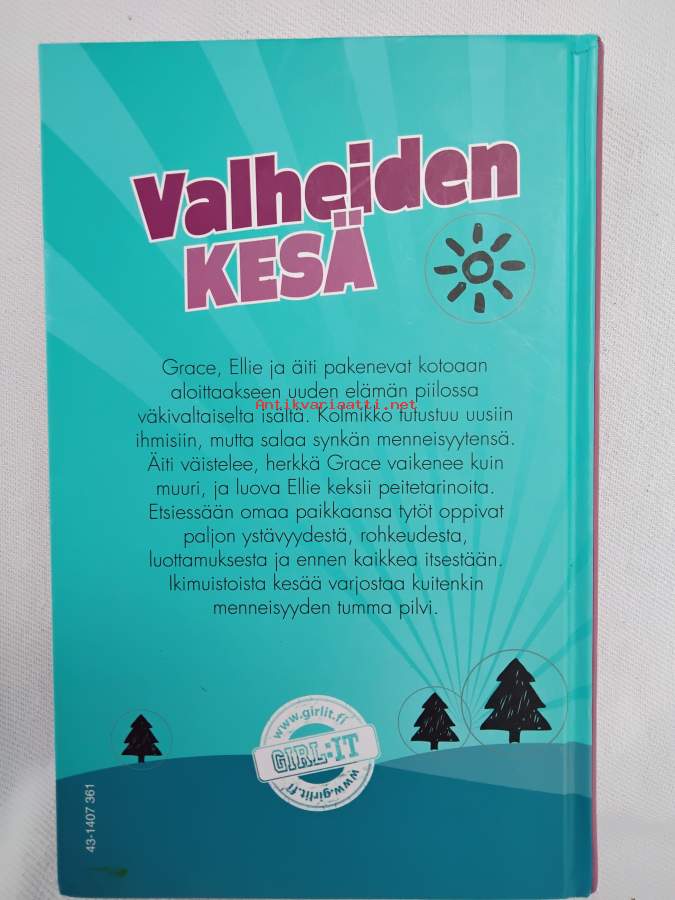 Valheiden
KESÄ
Grace, Ellie ja äiti pakenevat kotoaan
aloittaakseen uuden elämän piilossa
väkivaltaiselta isältä. Kolmikko tutustuu uusiin
Antikvariaatti.net
ihmisiin, mutta salaa synkän menneisyytensä.
Äiti väistelee, herkkä Grace vaikenee kuin
muuri, ja luova Ellie keksii peitetarinoita.
Etsiessään omaa paikkaansa tytöt oppivat
paljon ystävyydestä, rohkeudesta,
luottamuksesta ja ennen kaikkea itsestään.
Ikimuistoista kesää varjostaa kuitenkin
menneisyyden tumma pilvi.
www.girlit.fi
GIRL:IT
www.girlit.fi
43-1407 361